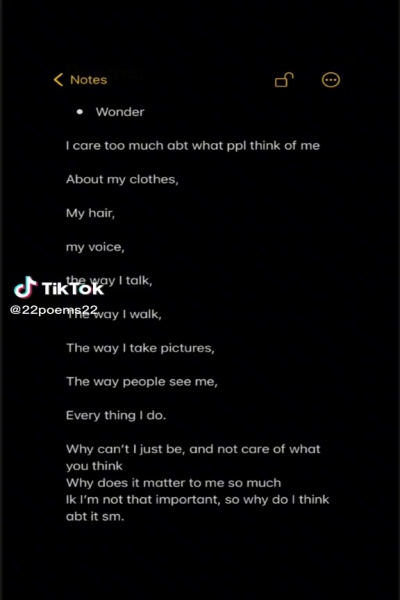 Notes
Wonder
I care too much abt what ppl think of me
About my clothes,
My hair,
my voice,
the way I talk,
TikTok
@22poems22
The way I walk,
The way I take pictures,
The way people see me,
Every thing I do.
Why can't I just be, and not care of what
you think
Why does it matter to me so much
Ik I'm not that important, so why do I think
abt it sm.